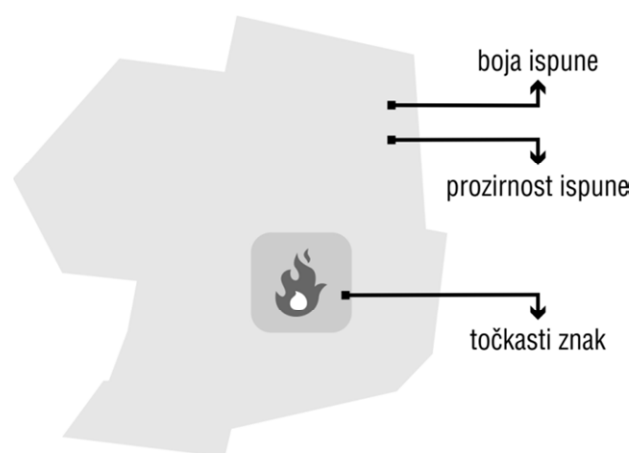 boja ispune
prozirnost ispune
točkasti znak